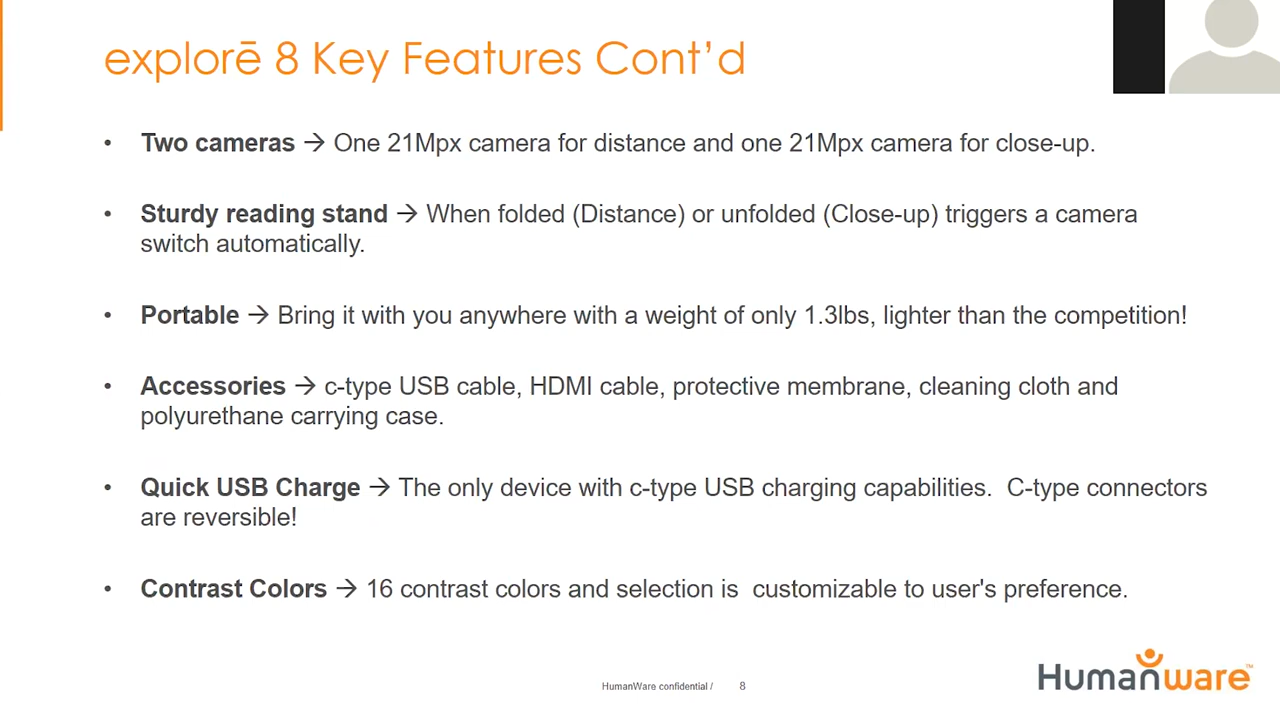 explorē 8 Key Features Cont’d
• Two cameras → One 21Mpx camera for distance and one 21Mpx camera for close-up.
• Sturdy reading stand → When folded (Distance) or unfolded (Close-up) triggers a camera
switch automatically.
• Portable → Bring it with you anywhere with a weight of only 1.3lbs, lighter than the competition!
• Accessories → c-type USB cable, HDMI cable, protective membrane, cleaning cloth and
polyurethane carrying case.
• Quick USB Charge → The only device with c-type USB charging capabilities.  C-type connectors
are reversible!
• Contrast Colors → 16 contrast colors and selection is  customizable to user's preference.
HumanWare confidential / 8
Humanware™